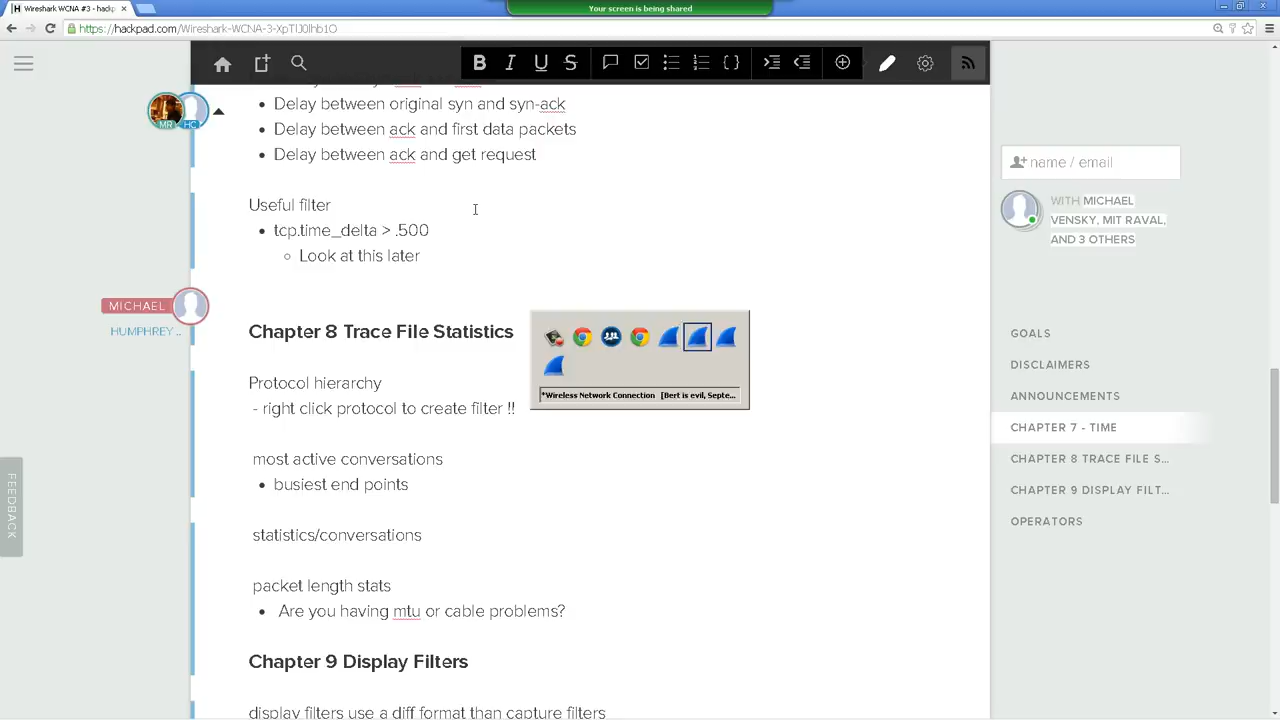 Wireshark WCNA #3 - hackp
Your screen is being shared
https://hackpad.com/Wireshark-WCNA-3-XpTlJ0lhb1O
B I U S
MR HC
• Delay between original syn and syn-ack
• Delay between ack and first data packets
• Delay between ack and get request
name / email
WITH MICHAEL
VENSKY, MIT RAVAL,
AND 3 OTHERS
Useful filter
• tcp.time_delta > .500
Look at this later
MICHAEL
HUMPHREY ..
Chapter 8 Trace File Statistics
Protocol hierarchy
- right click protocol to create filter !!
*Wireless Network Connection [Bert is evil, Septe...
most active conversations
• busiest end points
statistics/conversations
packet length stats
• Are you having mtu or cable problems?
Chapter 9 Display Filters
display filters use a diff format than capture filters
GOALS
DISCLAIMERS
ANNOUNCEMENTS
CHAPTER 7 - TIME
CHAPTER 8 TRACE FILE S...
CHAPTER 9 DISPLAY FILT...
OPERATORS
FEEDBACK